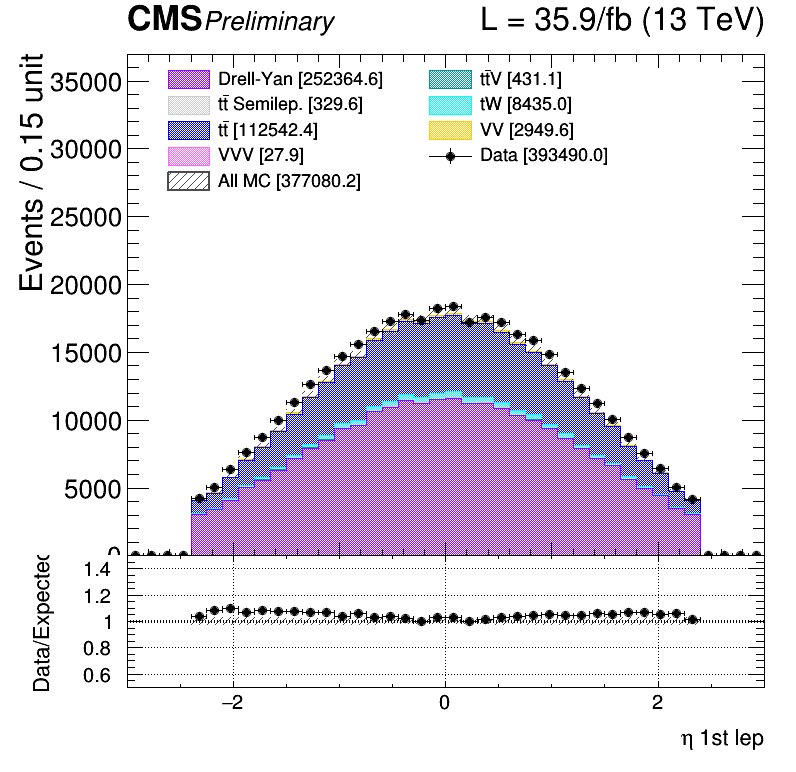 CMS Preliminary L = 35.9/fb (13 TeV)
Events / 0.15 unit
35000
30000
25000
20000
15000
10000
5000
0
Drell-Yan [252364.6]
tt̄ Semilep. [329.6]
tt̄ [112542.4]
VVV [27.9]
All MC [377080.2]
tt̄V [431.1]
tW [8435.0]
VV [2949.6]
Data [393490.0]
Data/Expected
1.4
1.2
1
0.8
0.6
−2 0 2
η 1st lep